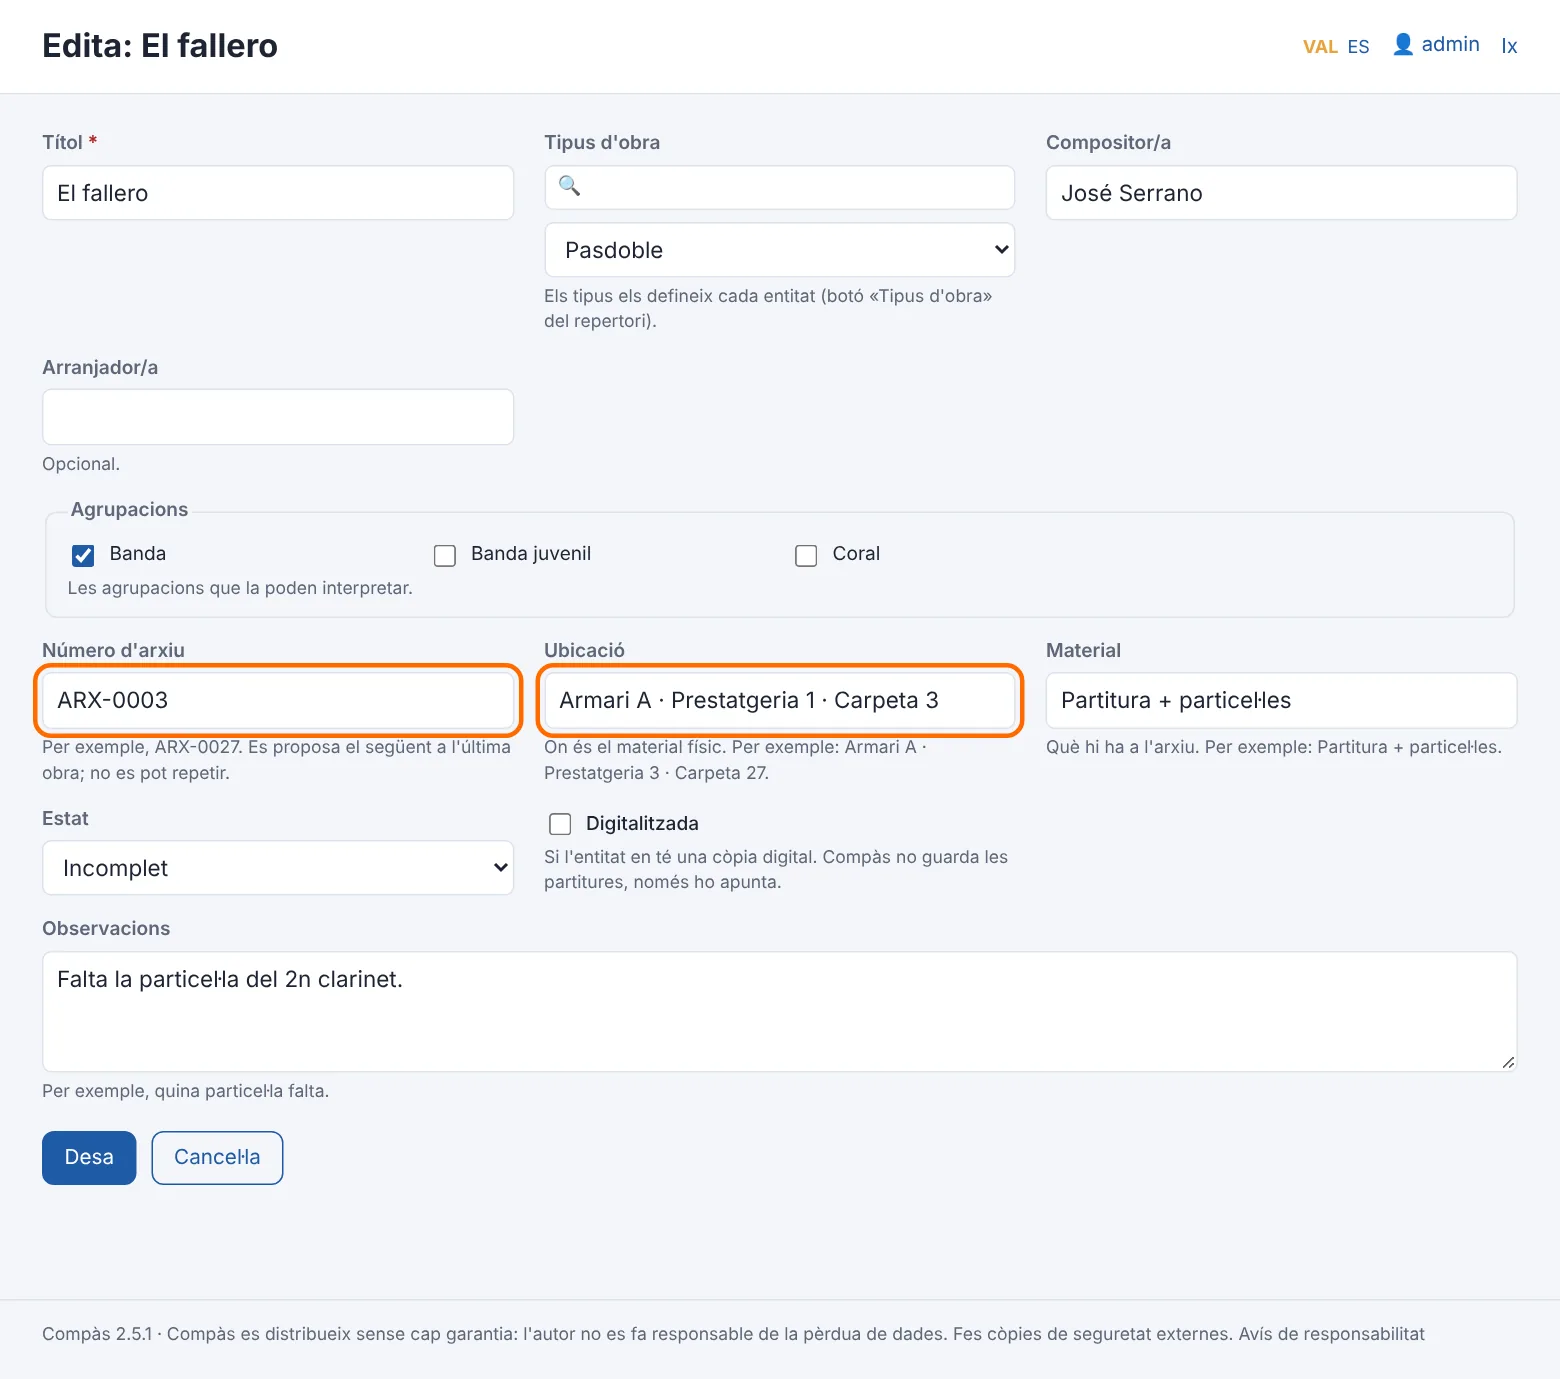 Edita: El fallero
VAL ES admin Ix
Títol *
El fallero
Tipus d'obra
Pasdoble
Els tipus els defineix cada entitat (botó «Tipus d'obra»
del repertori).
Compositor/a
José Serrano
Arranjador/a
Opcional.
Agrupacions
Banda
Banda juvenil
Coral
Les agrupacions que la poden interpretar.
Número d'arxiu
ARX-0003
Per exemple, ARX-0027. Es proposa el següent a l'última
obra; no es pot repetir.
Ubicació
Armari A · Prestatgeria 1 · Carpeta 3
On és el material físic. Per exemple: Armari A ·
Prestatgeria 3 · Carpeta 27.
Material
Partitura + particel·les
Què hi ha a l'arxiu. Per exemple: Partitura + particel·les.
Estat
Incomplet
Digitalitzada
Si l'entitat en té una còpia digital. Compàs no guarda les
partitures, només ho apunta.
Observacions
Falta la particel·la del 2n clarinet.
Per exemple, quina particel·la falta.
Desa
Cancel·la
Compàs 2.5.1 · Compàs es distribueix sense cap garantia: l'autor no es fa responsable de la pèrdua de dades. Fes còpies de seguretat externes. Avís de responsabilitat